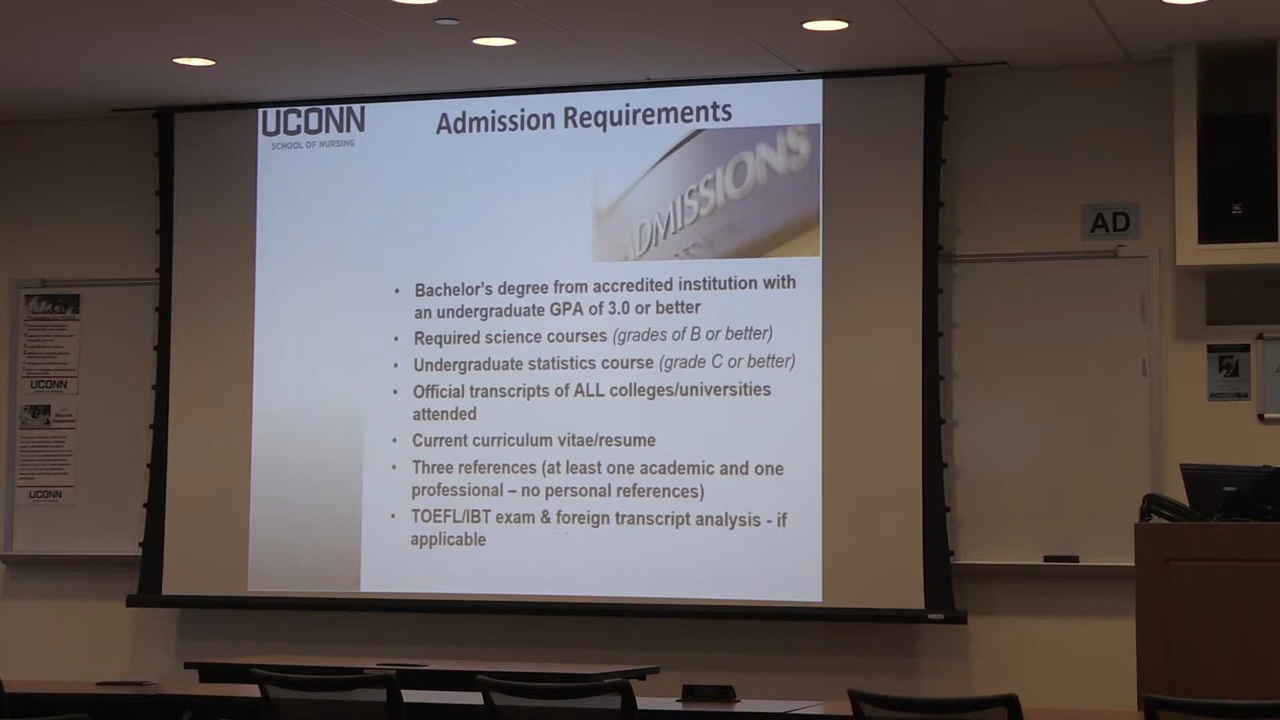 UCONN
SCHOOL OF NURSING
Admission Requirements
ADMISSIONS
• Bachelor's degree from accredited institution with
an undergraduate GPA of 3.0 or better
• Required science courses (grades of B or better)
• Undergraduate statistics course (grade C or better)
• Official transcripts of ALL colleges/universities
attended
• Current curriculum vitae/resume
• Three references (at least one academic and one
professional – no personal references)
• TOEFL/IBT exam & foreign transcript analysis - if
applicable
AD
UCONN
UCONN